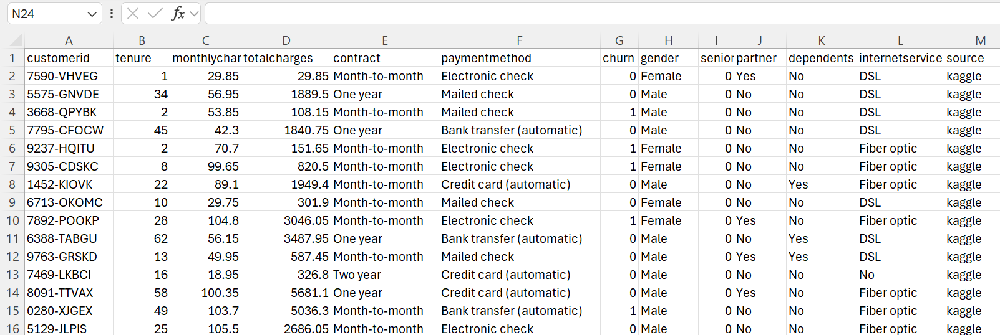 N24 fx
A B C D E F G H I J K L M
1 customerid tenure monthlychar totalcharges contract paymentmethod churn gender senior partner dependents internetservice source
2 7590-VHVEG 1 29.85 29.85 Month-to-month Electronic check 0 Female 0 Yes No DSL kaggle
3 5575-GNVDE 34 56.95 1889.5 One year Mailed check 0 Male 0 No No DSL kaggle
4 3668-QPYBK 2 53.85 108.15 Month-to-month Mailed check 1 Male 0 No No DSL kaggle
5 7795-CFOCW 45 42.3 1840.75 One year Bank transfer (automatic) 0 Male 0 No No DSL kaggle
6 9237-HQITU 2 70.7 151.65 Month-to-month Electronic check 1 Female 0 No No Fiber optic kaggle
7 9305-CDSKC 8 99.65 820.5 Month-to-month Electronic check 1 Female 0 No No Fiber optic kaggle
8 1452-KIOVK 22 89.1 1949.4 Month-to-month Credit card (automatic) 0 Male 0 No Yes Fiber optic kaggle
9 6713-OKOMC 10 29.75 301.9 Month-to-month Mailed check 0 Female 0 No No DSL kaggle
10 7892-POOKP 28 104.8 3046.05 Month-to-month Electronic check 1 Female 0 Yes No Fiber optic kaggle
11 6388-TABGU 62 56.15 3487.95 One year Bank transfer (automatic) 0 Male 0 No Yes DSL kaggle
12 9763-GRSKD 13 49.95 587.45 Month-to-month Mailed check 0 Male 0 Yes Yes DSL kaggle
13 7469-LKBCI 16 18.95 326.8 Two year Credit card (automatic) 0 Male 0 No No No kaggle
14 8091-TTVAX 58 100.35 5681.1 One year Credit card (automatic) 0 Male 0 Yes No Fiber optic kaggle
15 0280-XJGEX 49 103.7 5036.3 Month-to-month Bank transfer (automatic) 1 Male 0 No No Fiber optic kaggle
16 5129-JLPIS 25 105.5 2686.05 Month-to-month Electronic check 0 Male 0 No No Fiber optic kaggle